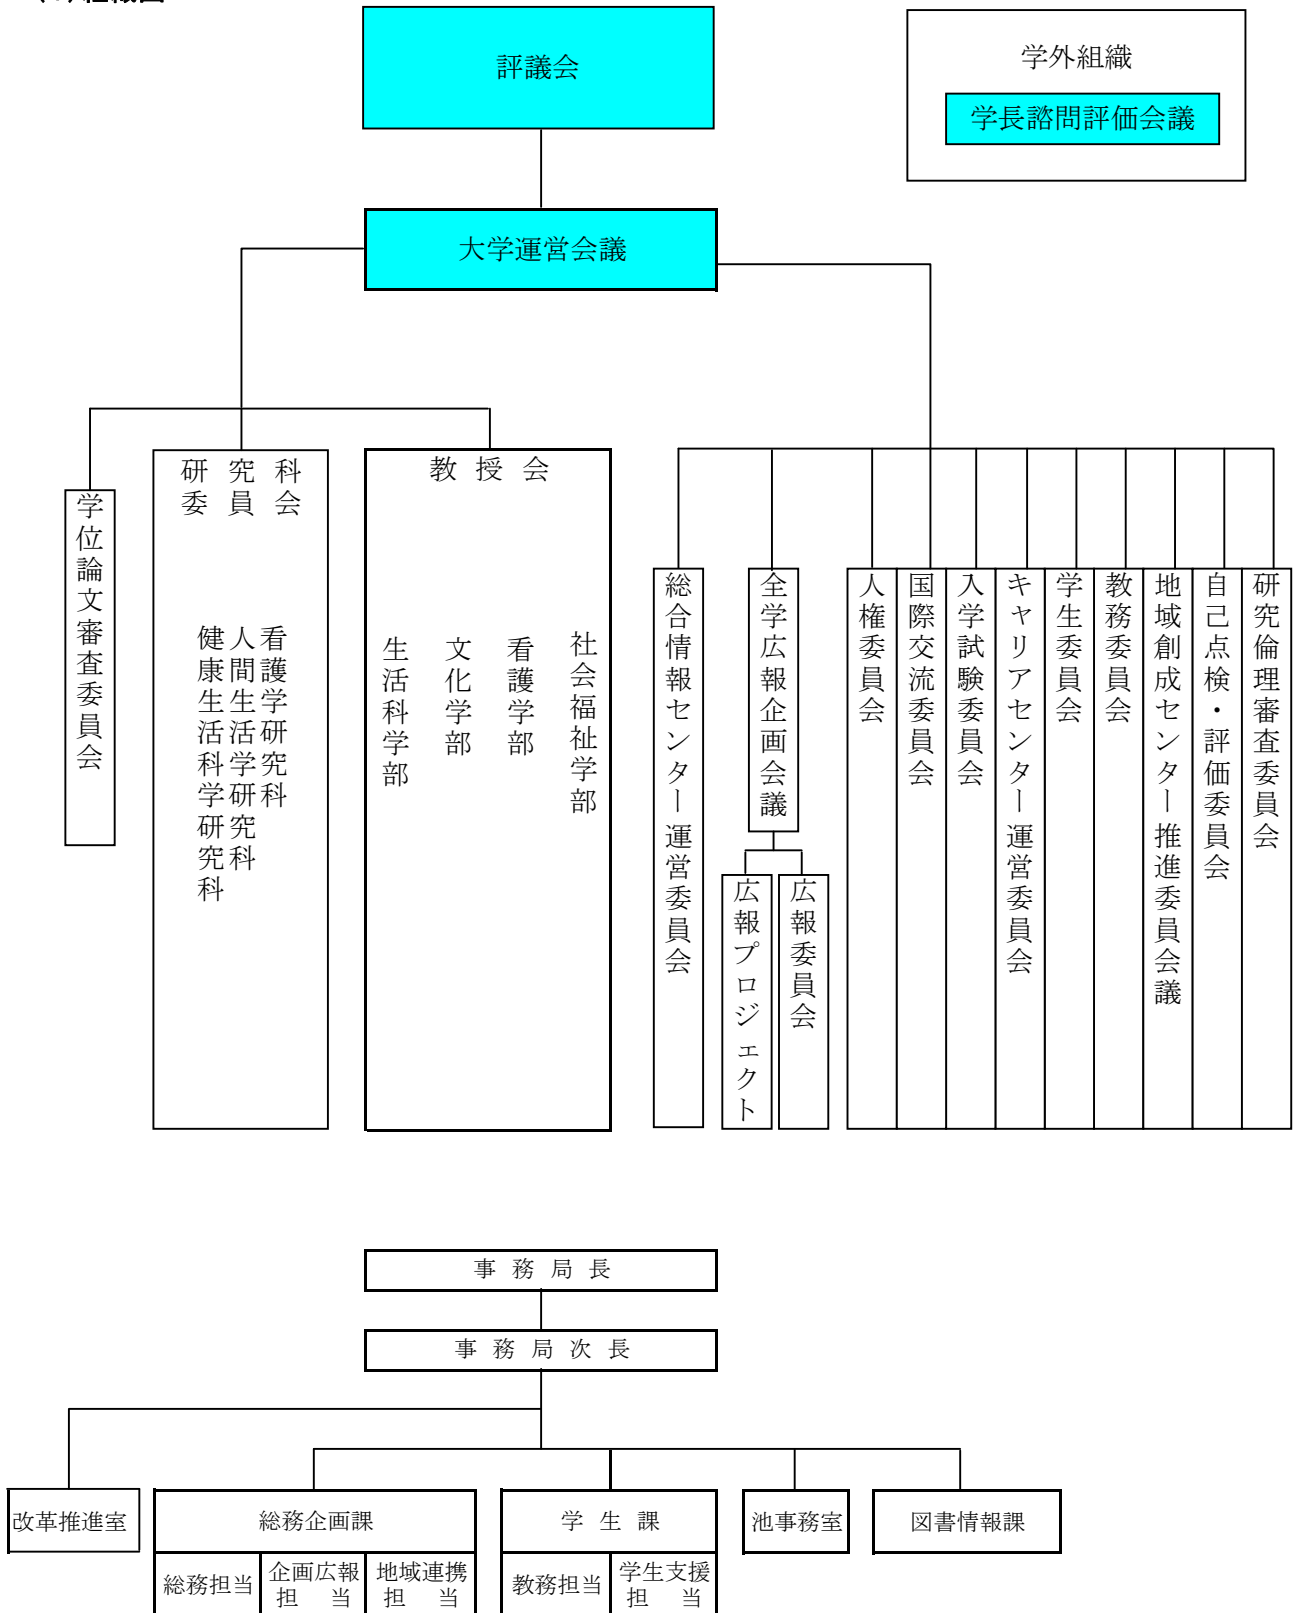 組織図
評議会
学外組織
学長諮問評価会議
大学運営会議
学位論文審査委員会
研究科
委員会
看護学研究科
人間生活学研究科
健康生活科学研究科
教授会
生活科学部
文化学部
看護学部
社会福祉学部
総合情報センター運営委員会
全学広報企画会議
広報プロジェクト
広報委員会
人権委員会
国際交流委員会
入学試験委員会
キャリアセンター運営委員会
学生委員会
教務委員会
地域創成センター推進委員会議
自己点検・評価委員会
研究倫理審査委員会
事務局長
事務局次長
改革推進室
総務企画課
総務担当
企画広報
担当
地域連携
担当
学生課
教務担当
学生支援
担当
池事務室
図書情報課